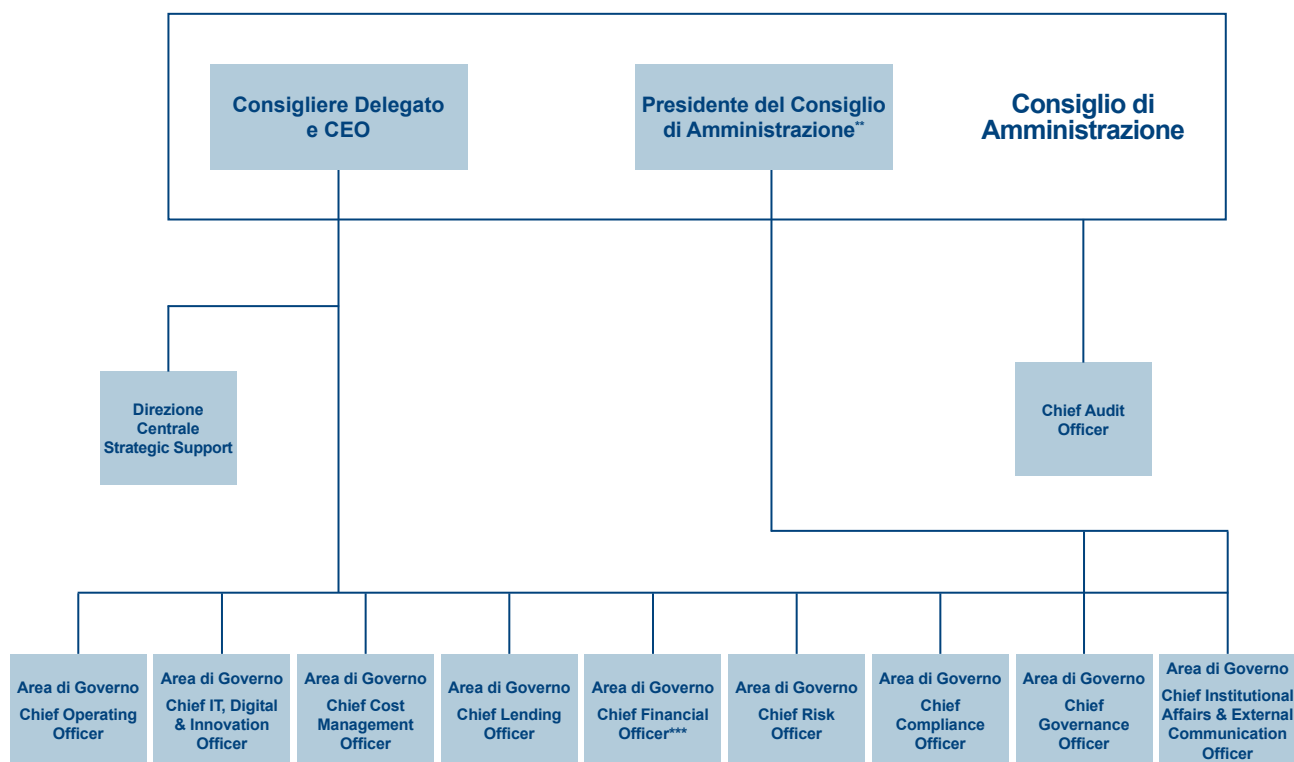 Consigliere Delegato
e CEO
Presidente del Consiglio
di Amministrazione**
Consiglio di
Amministrazione
Direzione
Centrale
Strategic Support
Chief Audit
Officer
Area di Governo
Chief Operating
Officer
Area di Governo
Chief IT, Digital
& Innovation
Officer
Area di Governo
Chief Cost
Management
Officer
Area di Governo
Chief Lending
Officer
Area di Governo
Chief Financial
Officer***
Area di Governo
Chief Risk
Officer
Area di Governo
Chief
Compliance
Officer
Area di Governo
Chief
Governance
Officer
Area di Governo
Chief Institutional
Affairs & External
Communication
Officer